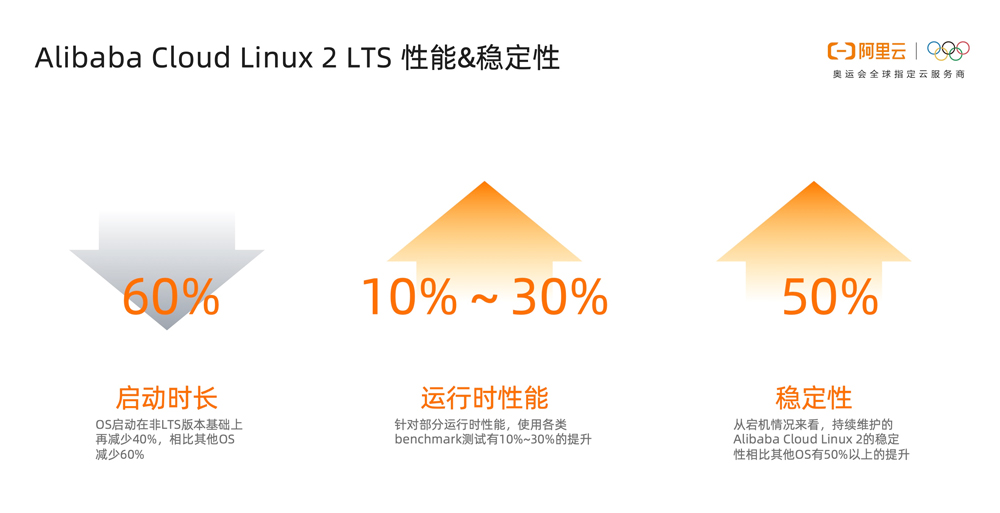 Alibaba Cloud Linux 2 LTS 性能&稳定性
阿里云
奥运会全球指定云服务商
60%
10% ~ 30%
50%
启动时长
OS启动在非LTS版本基础上
再减少40%，相比其他OS
减少60%
运行时性能
针对部分运行时性能，使用各类
benchmark测试有10%~30%的提升
稳定性
从宕机情况来看，持续维护的
Alibaba Cloud Linux 2的稳定
性相比其他OS有50%以上的提升